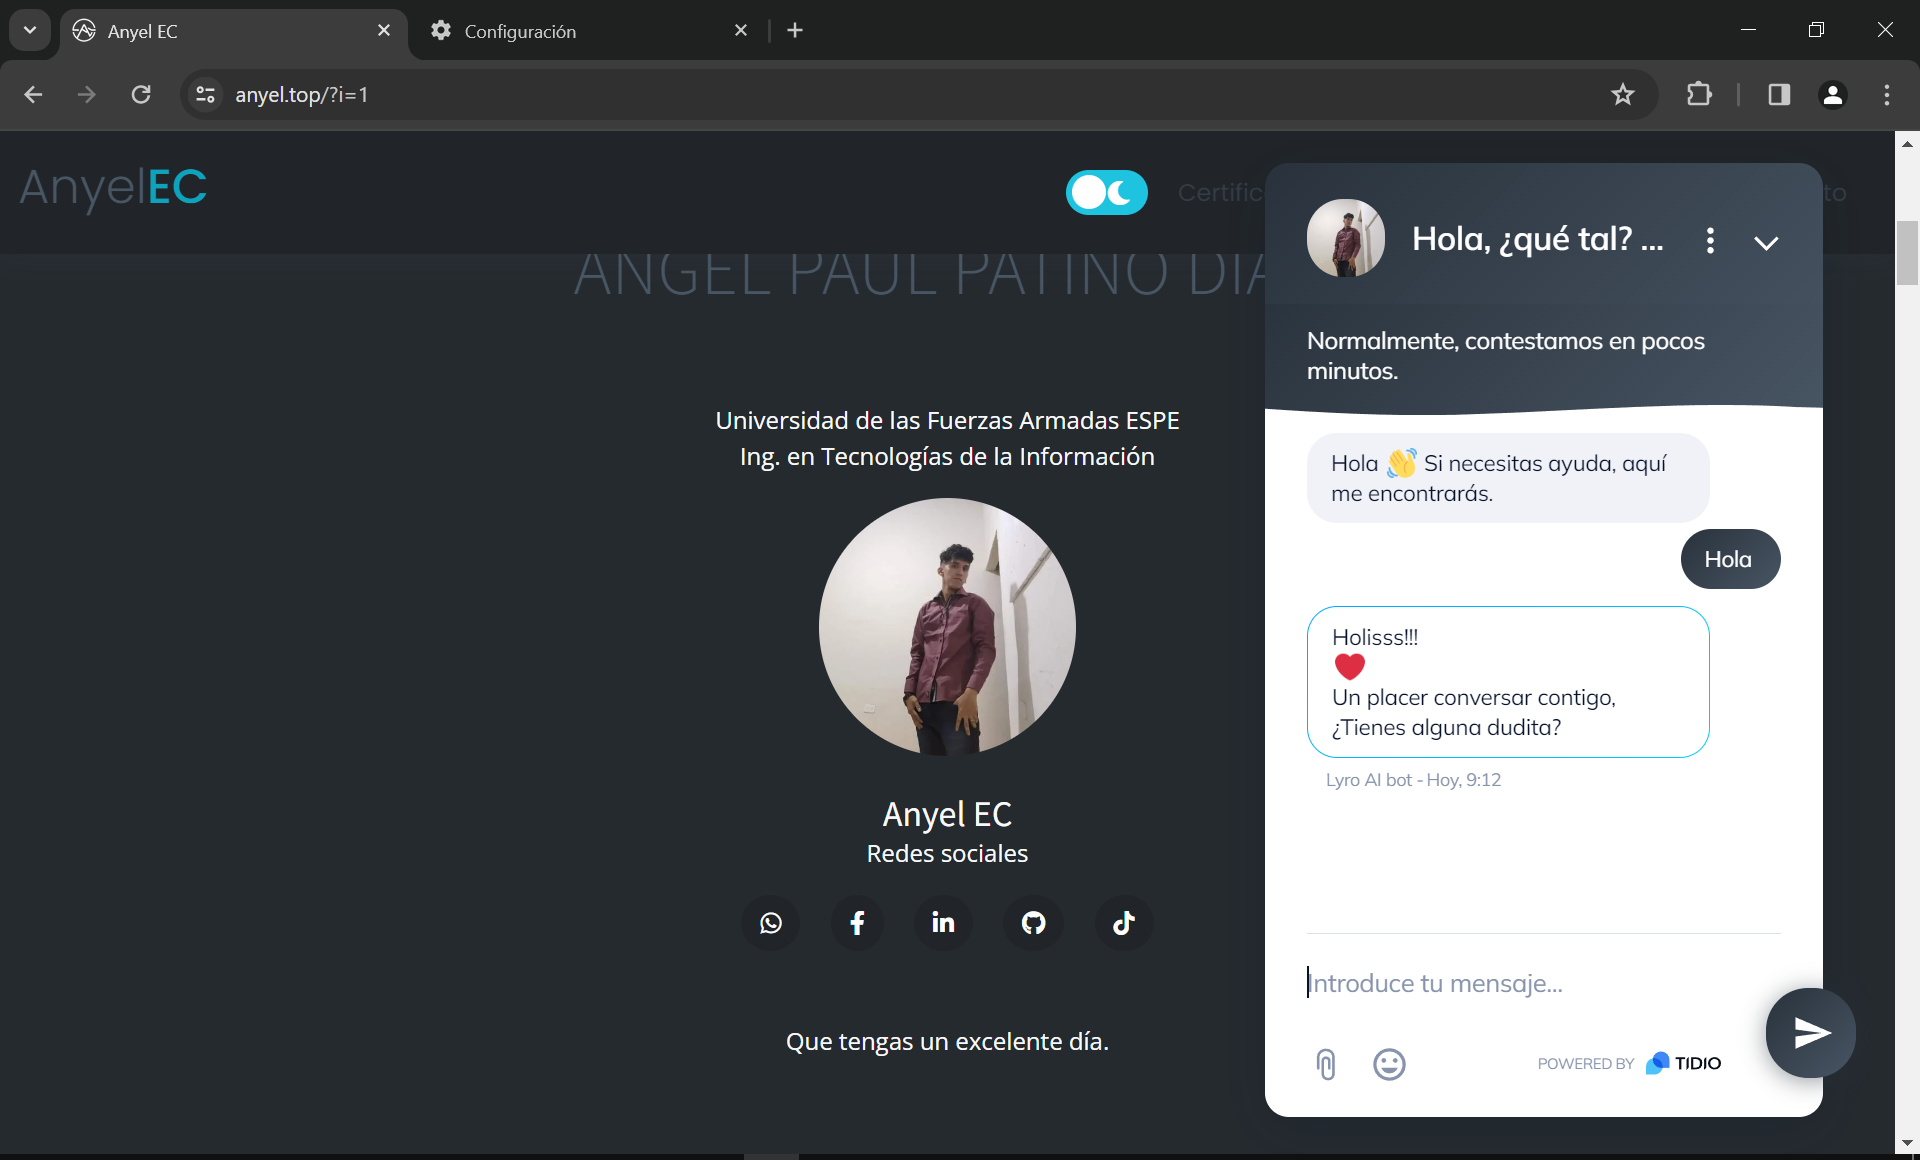 Anyel EC
Configuración
anyel.top/?i=1
AnyelEC
Certific
to
ANGEL PAUL PATINO DIA
Universidad de las Fuerzas Armadas ESPE
Ing. en Tecnologías de la Información
Anyel EC
Redes sociales
Que tengas un excelente día.
Hola, ¿qué tal? ...
Normalmente, contestamos en pocos
minutos.
Hola 👋 Si necesitas ayuda, aquí
me encontrarás.
Hola
Holisss!!!
❤️
Un placer conversar contigo,
¿Tienes alguna dudita?
Lyro AI bot - Hoy, 9:12
Introduce tu mensaje...
POWERED BY TIDIO